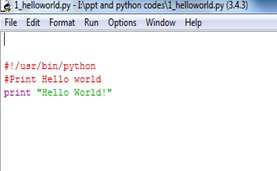 1_helloworld.py - I:\ppt and python codes\1_helloworld.py (3.4.3)
File Edit Format Run Options Window Help
#!/usr/bin/python
#Print Hello world
print "Hello World!"